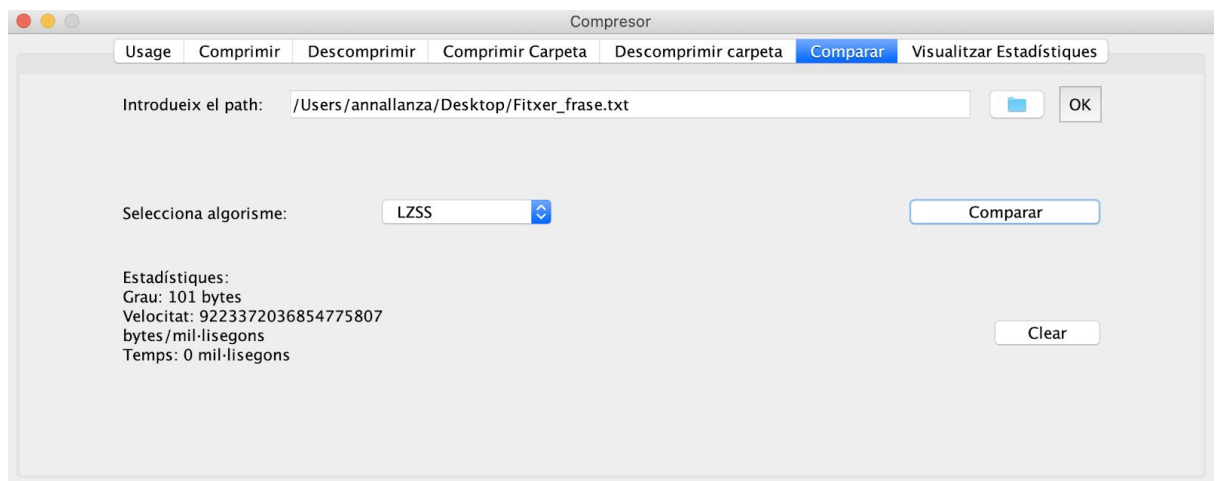 Compresor
Usage Comprimir Descomprimir Comprimir Carpeta Descomprimir carpeta Comparar Visualitzar Estadístiques
Introdueix el path: /Users/annallanza/Desktop/Fitxer_frase.txt OK
Selecciona algorisme: LZSS Comparar
Estadístiques:
Grau: 101 bytes
Velocitat: 9223372036854775807
bytes/mil·lisegons
Clear
Temps: 0 mil·lisegons